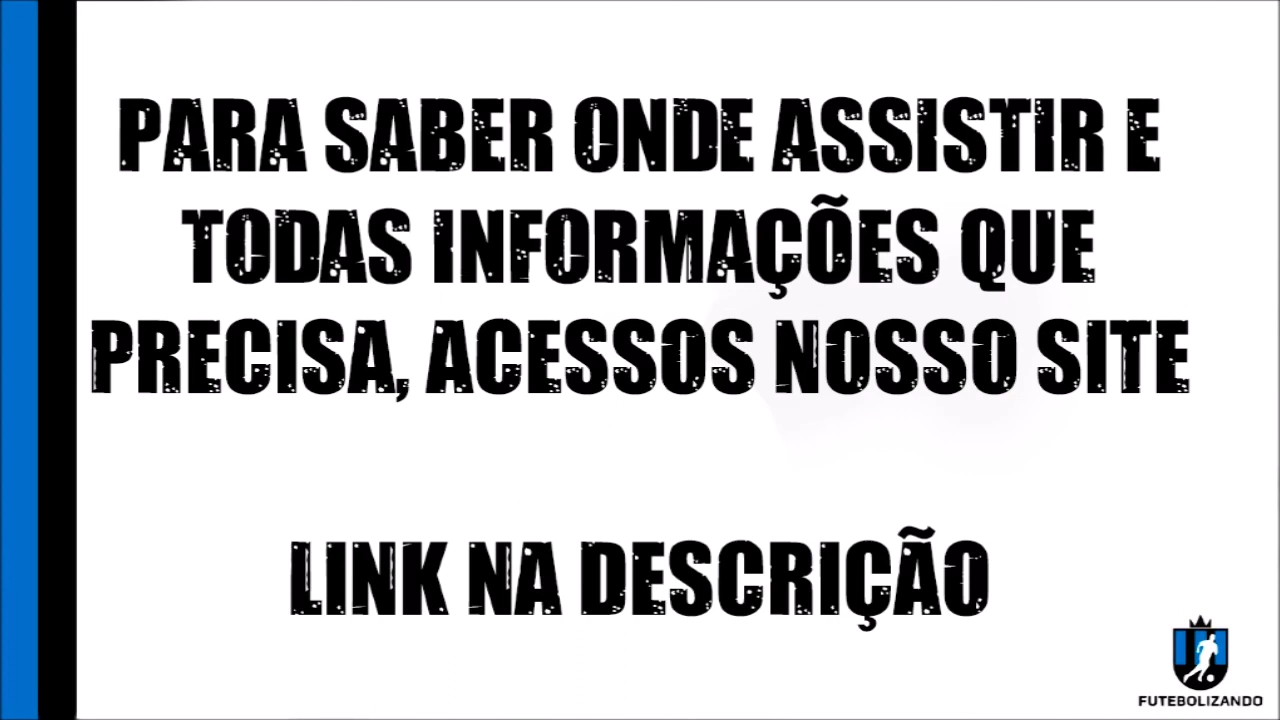 PARA SABER ONDE ASSISTIR E
TODAS INFORMAÇÕES QUE
PRECISA, ACESSOS NOSSO SITE
LINK NA DESCRIÇÃO
FUTEBOLIZANDO